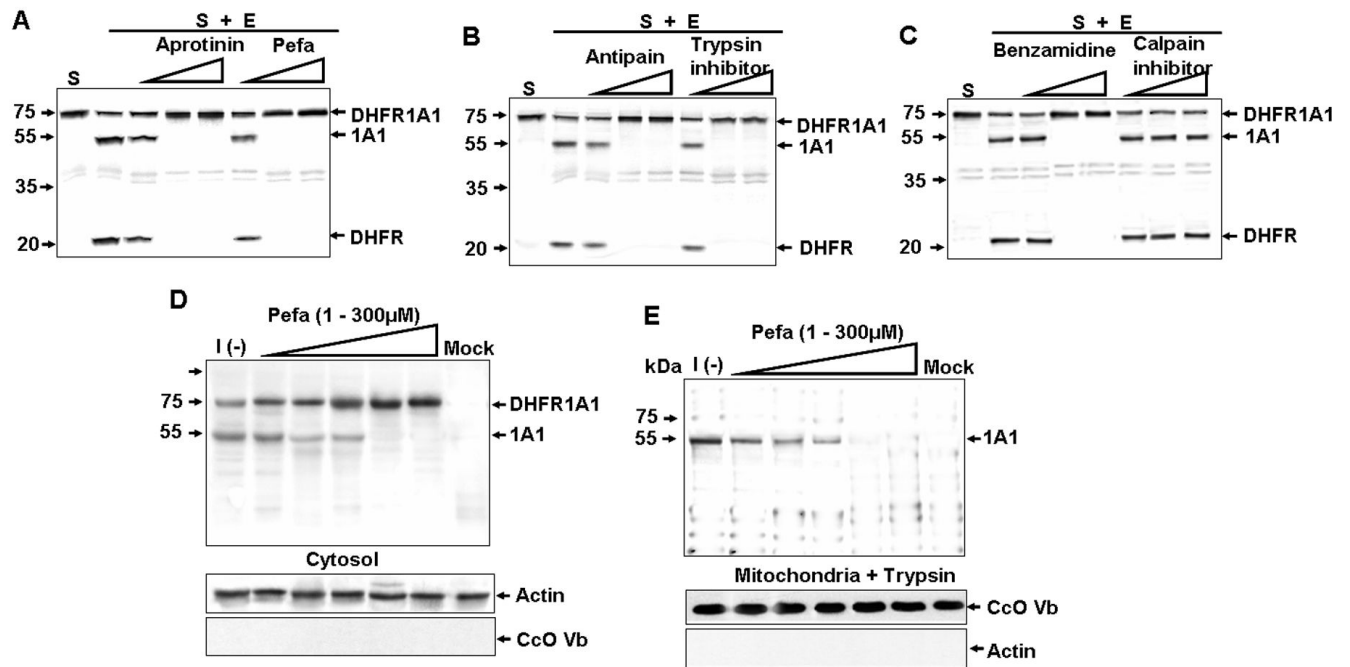 A
S + E
Aprotinin Pefa
S
75
DHFR1A1
55
1A1
35
20
DHFR
B
S + E
Antipain
Trypsin
inhibitor
S
75
DHFR1A1
55
1A1
35
20
DHFR
C
S + E
Benzamidine
Calpain
inhibitor
S
75
DHFR1A1
55
1A1
35
20
DHFR
D
Pefa (1 - 300µM)
I (-)
Mock
75
DHFR1A1
55
1A1
Cytosol
Actin
CcO Vb
E
Pefa (1 - 300µM)
kDa
I (-)
Mock
75
55
1A1
Mitochondria + Trypsin
CcO Vb
Actin